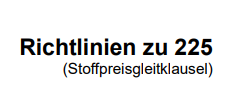 Richtlinien zu 225
(Stoffpreisgleitklausel)